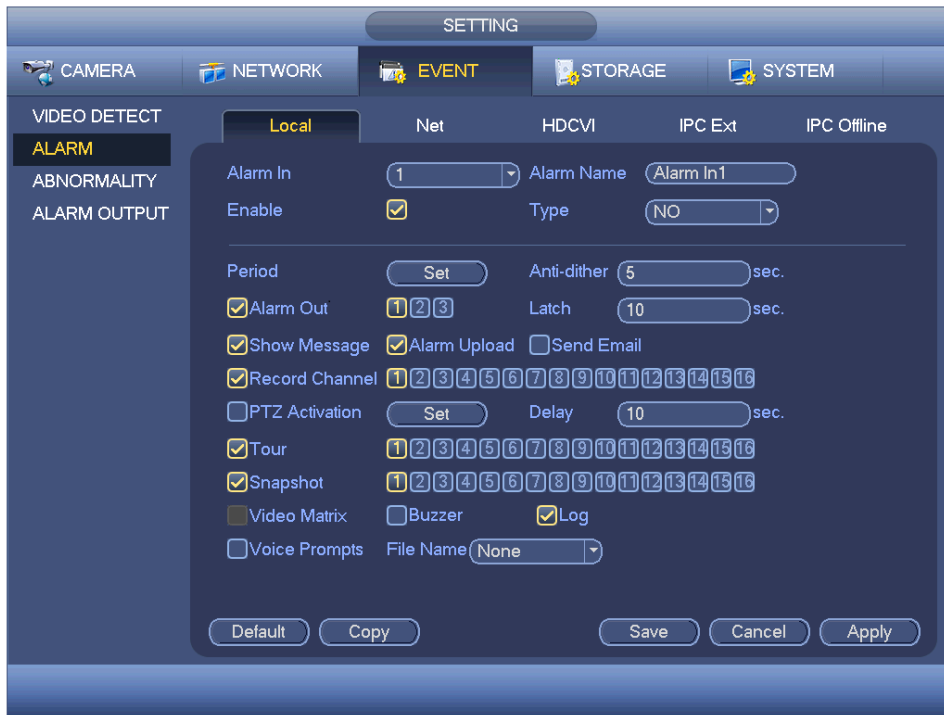 SETTING
CAMERA NETWORK EVENT STORAGE SYSTEM
VIDEO DETECT
ALARM
ABNORMALITY
ALARM OUTPUT
Local Net HDCVI IPC Ext IPC Offline
Alarm In 1 Alarm Name Alarm In1
Enable Type NO
Period Set Anti-dither 5 sec.
Alarm Out 1 2 3 Latch 10 sec.
Show Message Alarm Upload Send Email
Record Channel 1 2 3 4 5 6 7 8 9 10 11 12 13 14 15 16
PTZ Activation Set Delay 10 sec.
Tour 1 2 3 4 5 6 7 8 9 10 11 12 13 14 15 16
Snapshot 1 2 3 4 5 6 7 8 9 10 11 12 13 14 15 16
Video Matrix Buzzer Log
Voice Prompts File Name None
Default Copy Save Cancel Apply